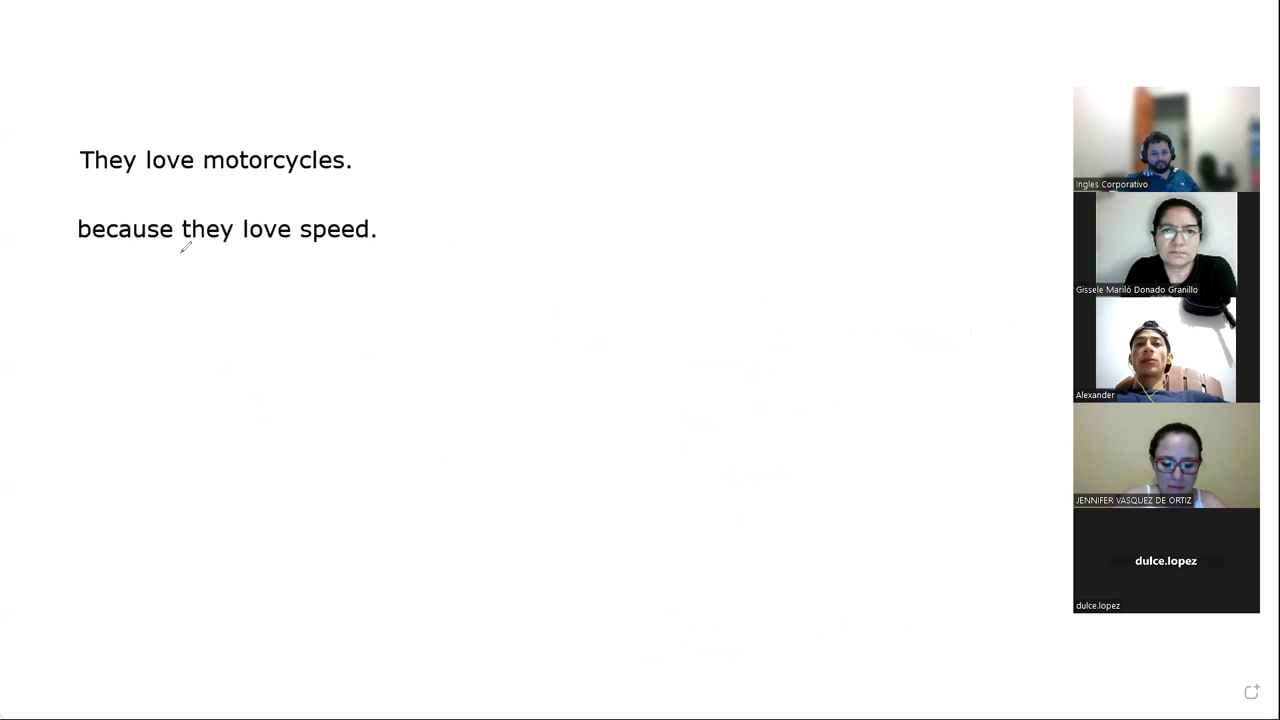 They love motorcycles.
because they love speed.
Ingles Corporativo
Gissele Mariló Donado Granillo
Alexander
JENNIFER VASQUEZ DE ORTIZ
dulce.lopez
dulce.lopez